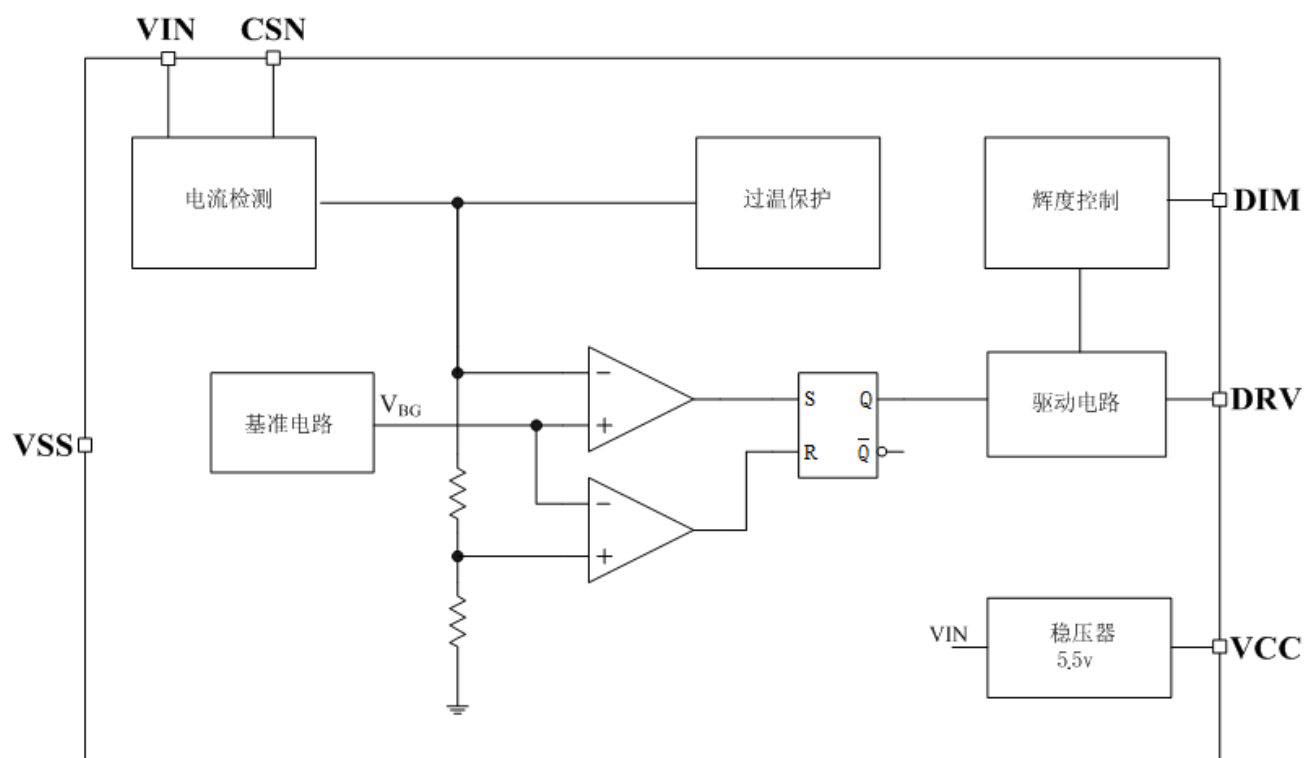 VIN CSN
电流检测
过温保护
辉度控制
DIM
基准电路
VBG
VSS
−
+
−
+
S Q
R Q̅
驱动电路
DRV
VIN
稳压器
5.5v
VCC